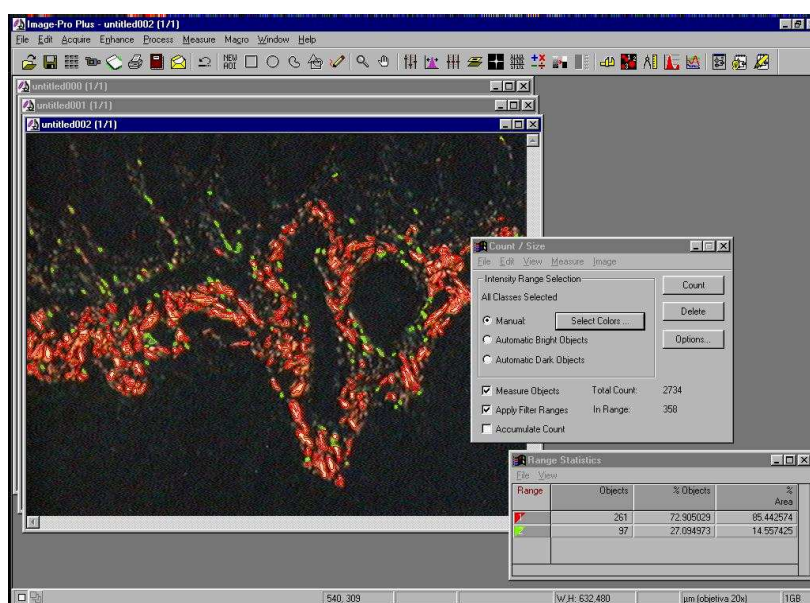 Image-Pro Plus - untitled002 (1/1)
File Edit Acquire Enhance Process Measure Macro Window Help
NEW AOI
untitled000 (1/1)
untitled001 (1/1)
untitled002 (1/1)
Count / Size
File Edit View Measure Image
Intensity Range Selection
All Classes Selected
Manual: Select Colors ...
Automatic Bright Objects
Automatic Dark Objects
Count
Delete
Options...
Measure Objects Total Count: 2734
Apply Filter Ranges In Range: 358
Accumulate Count
Range Statistics
File View
Range Objects % Objects % Area
1 261 72.905029 85.442574
2 97 27.094973 14.557425
540, 309 W,H: 632,480 µm (objetiva 20x) 1GB